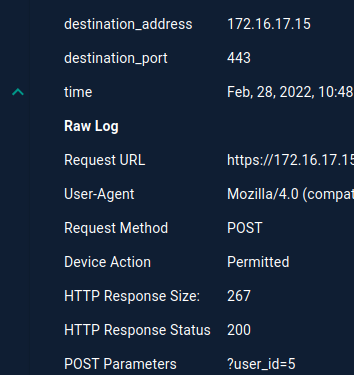 destination_address 172.16.17.15
destination_port 443
time Feb, 28, 2022, 10:48
Raw Log
Request URL https://172.16.17.15
User-Agent Mozilla/4.0 (compat
Request Method POST
Device Action Permitted
HTTP Response Size: 267
HTTP Response Status 200
POST Parameters ?user_id=5